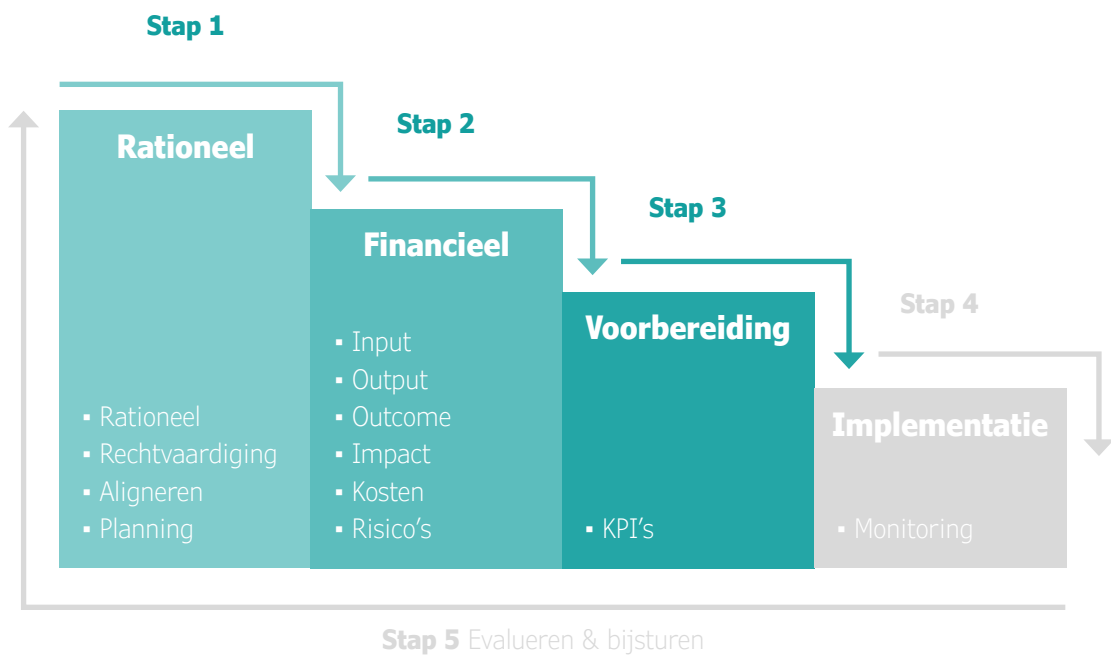 Stap 1
Rationeel
▪ Rationeel
▪ Rechtvaardiging
▪ Aligneren
▪ Planning
Stap 2
Financieel
▪ Input
▪ Output
▪ Outcome
▪ Impact
▪ Kosten
▪ Risico’s
Stap 3
Voorbereiding
▪ KPI’s
Stap 4
Implementatie
▪ Monitoring
Stap 5 Evalueren & bijsturen